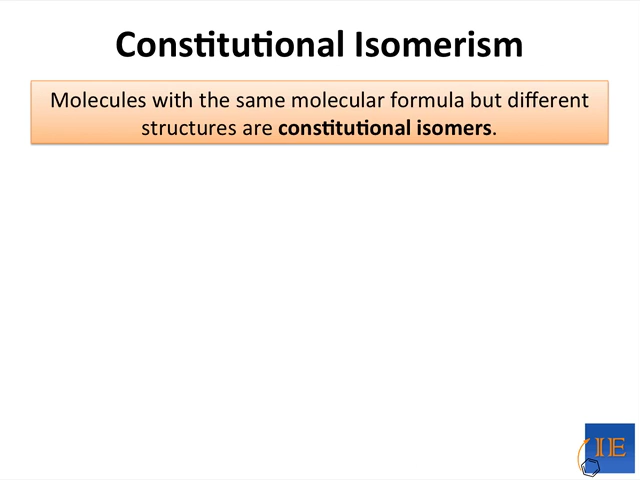 Constitutional Isomerism
Molecules with the same molecular formula but different
structures are constitutional isomers.
IE